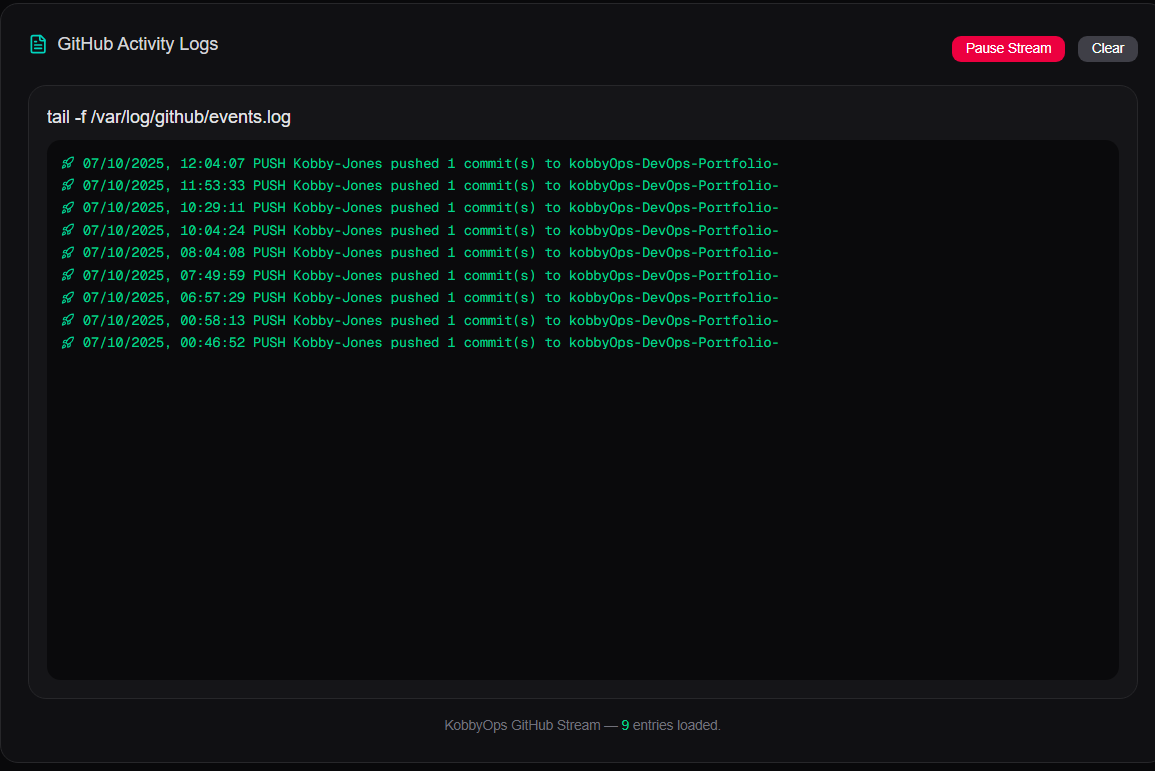 GitHub Activity Logs
Pause Stream
Clear
tail -f /var/log/github/events.log
07/10/2025, 12:04:07 PUSH Kobby-Jones pushed 1 commit(s) to kobbyOps-DevOps-Portfolio-
07/10/2025, 11:53:33 PUSH Kobby-Jones pushed 1 commit(s) to kobbyOps-DevOps-Portfolio-
07/10/2025, 10:29:11 PUSH Kobby-Jones pushed 1 commit(s) to kobbyOps-DevOps-Portfolio-
07/10/2025, 10:04:24 PUSH Kobby-Jones pushed 1 commit(s) to kobbyOps-DevOps-Portfolio-
07/10/2025, 08:04:08 PUSH Kobby-Jones pushed 1 commit(s) to kobbyOps-DevOps-Portfolio-
07/10/2025, 07:49:59 PUSH Kobby-Jones pushed 1 commit(s) to kobbyOps-DevOps-Portfolio-
07/10/2025, 06:57:29 PUSH Kobby-Jones pushed 1 commit(s) to kobbyOps-DevOps-Portfolio-
07/10/2025, 00:58:13 PUSH Kobby-Jones pushed 1 commit(s) to kobbyOps-DevOps-Portfolio-
07/10/2025, 00:46:52 PUSH Kobby-Jones pushed 1 commit(s) to kobbyOps-DevOps-Portfolio-
KobbyOps GitHub Stream — 9 entries loaded.